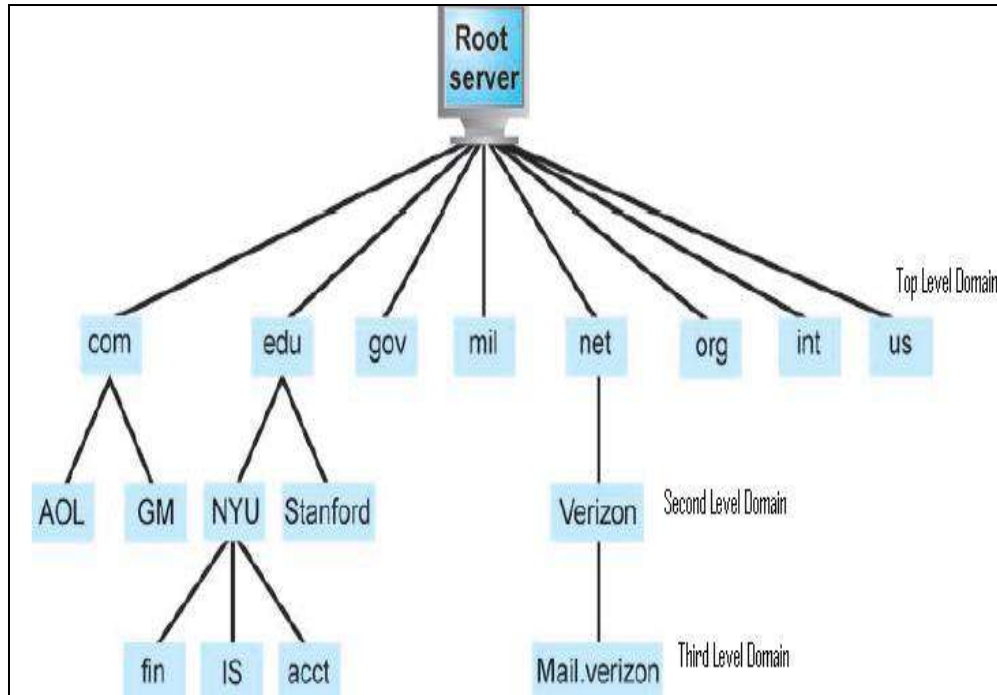 Root
server
Top Level Domain
com
edu
gov
mil
net
org
int
us
AOL
GM
NYU
Stanford
Verizon
Second Level Domain
fin
IS
acct
Mail.verizon
Third Level Domain